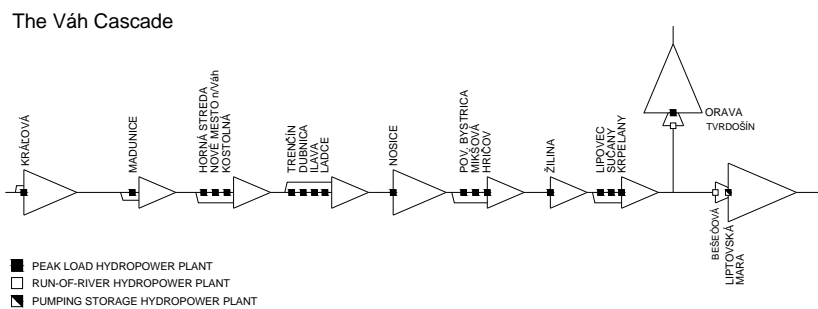 The Váh Cascade
KRÁĽOVÁ
MADUNICE
HORNÁ STREDA
NOVÉ MESTO n/Váh
KOSTOLNÁ
TRENČÍN
DUBNICA
ILAVA
LADCE
NOSICE
POV. BYSTRICA
MIKŠOVÁ
HRIČOV
ŽILINA
LIPOVEC
SUČANY
KRPELANY
ORAVA
TVRDOŠÍN
BEŠEÒOVÁ
LIPTOVSKÁ
MARA
PEAK LOAD HYDROPOWER PLANT
RUN-OF-RIVER HYDROPOWER PLANT
PUMPING STORAGE HYDROPOWER PLANT